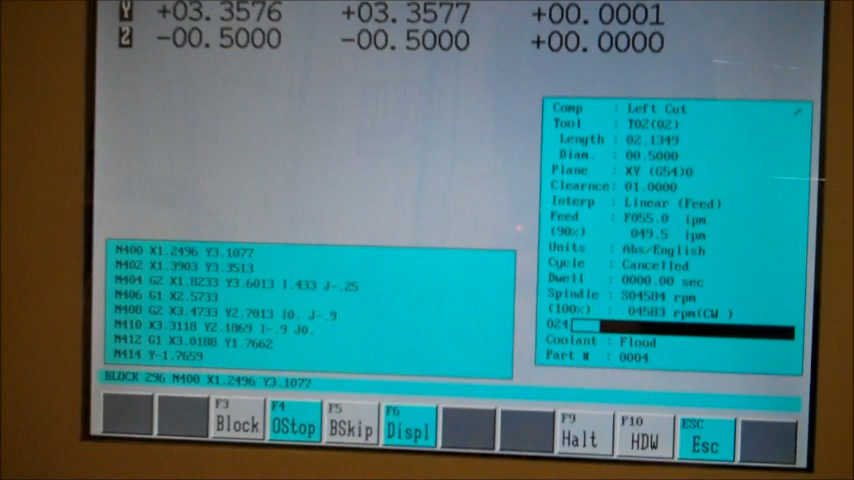 Y +03.3576 +03.3577 +00.0001
Z -00.5000 -00.5000 +00.0000
Comp : Left Cut
Tool : T02(02)
Length : 02.1349
Diam. : 00.5000
Plane : XY (G54)0
Clearnce: 01.0000
Interp : Linear (Feed)
Feed : F055.0 ipm
(90%) 049.5 ipm
Units : Abs/English
Cycle : Cancelled
Dwell : 0000.00 sec
Spindle : S04584 rpm
(100%) : 04583 rpm(CW )
024
Coolant : Flood
Part # : 0004
N400 X1.2496 Y3.1077
N402 X1.3903 Y3.3513
N404 G2 X1.8233 Y3.6013 I.433 J-.25
N406 G1 X2.5733
N408 G2 X3.4733 Y2.7013 I0. J-.9
N410 X3.3118 Y2.1869 I-.9 J0.
N412 G1 X3.0188 Y1.7662
N414 Y-1.7659
BLOCK 296 N400 X1.2496 Y3.1077
F3 Block F4 OStop F5 BSkip F6 Displ F9 Halt F10 HDW ESC Esc